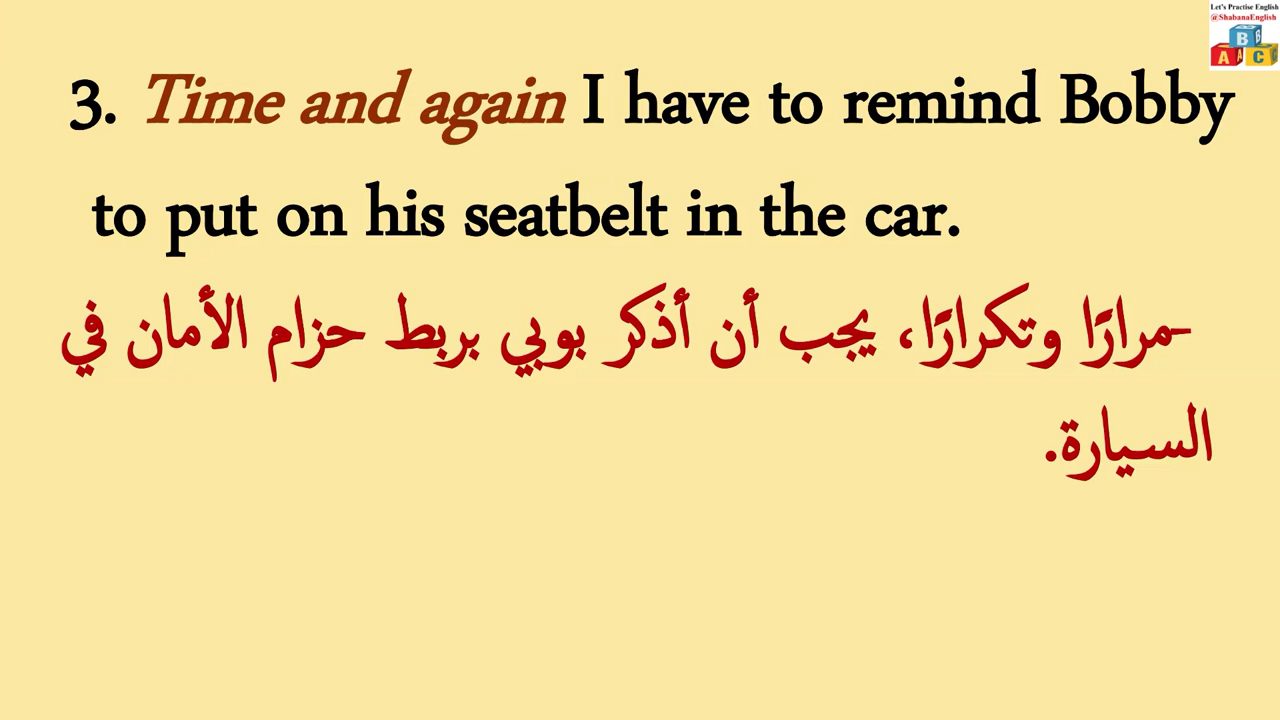 Let's Practise English
@ShabanaEnglish
B B
A A C
3. Time and again I have to remind Bobby
to put on his seatbelt in the car.
-مرارًا وتكرارًا، يجب أن أذكر بوبي بربط حزام الأمان في
السيارة.